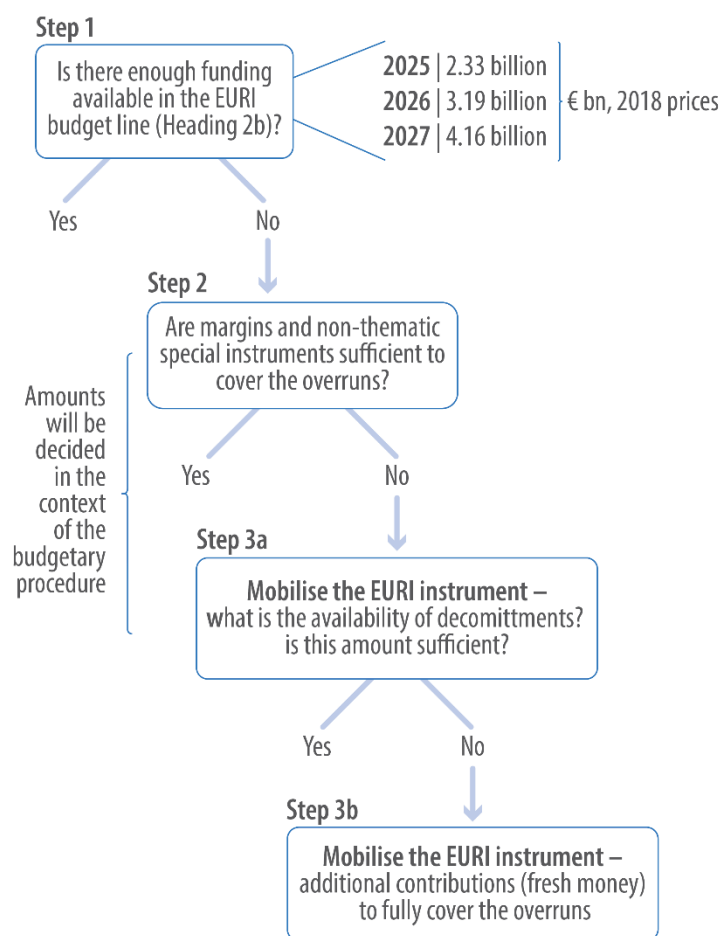 Step 1
Is there enough funding
available in the EURI
budget line (Heading 2b)?
2025 | 2.33 billion
2026 | 3.19 billion
2027 | 4.16 billion
€ bn, 2018 prices
Yes
No
Step 2
Are margins and non-thematic
special instruments sufficient to
cover the overruns?
Amounts
will be
decided
in the
context
of the
budgetary
procedure
Yes
No
Step 3a
Mobilise the EURI instrument –
what is the availability of decomittments?
is this amount sufficient?
Yes
No
Step 3b
Mobilise the EURI instrument –
additional contributions (fresh money)
to fully cover the overruns